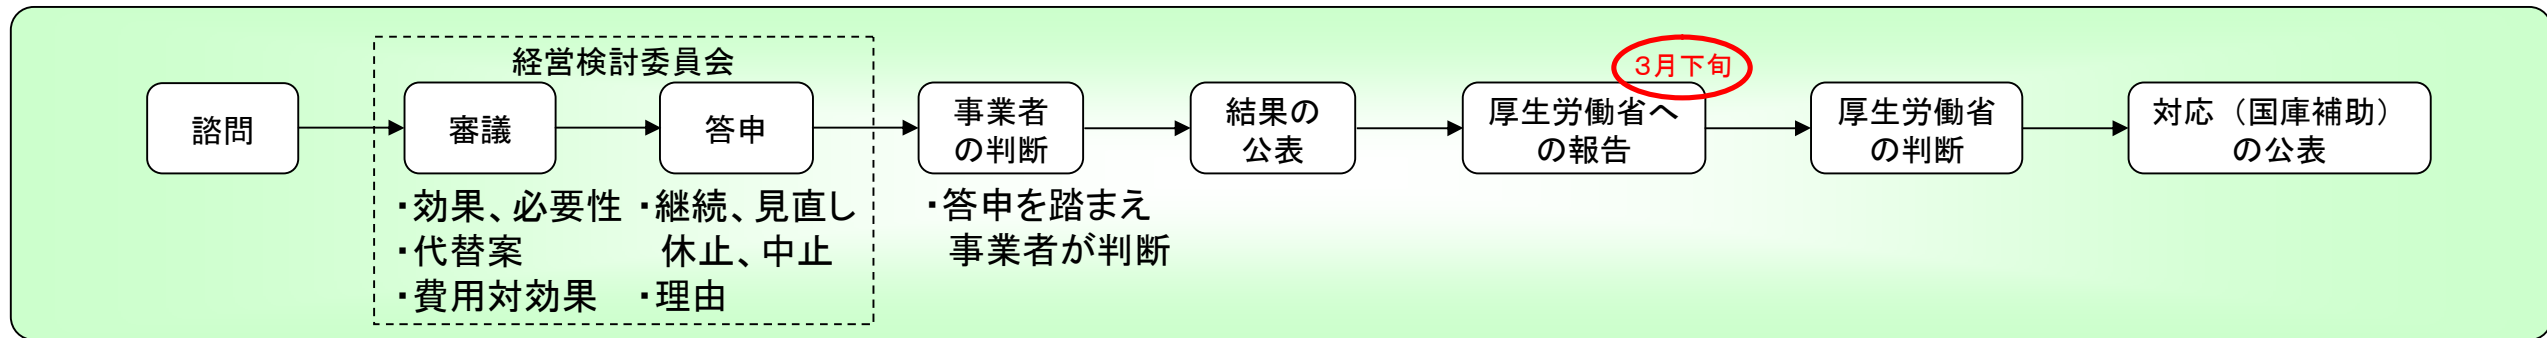 経営検討委員会
3月下旬
諮問
審議
答申
事業者
の判断
結果の
公表
厚生労働省へ
の報告
厚生労働省
の判断
対応（国庫補助）
の公表
・効果、必要性
・代替案
・費用対効果
・継続、見直し
休止、中止
・理由
・答申を踏まえ
事業者が判断